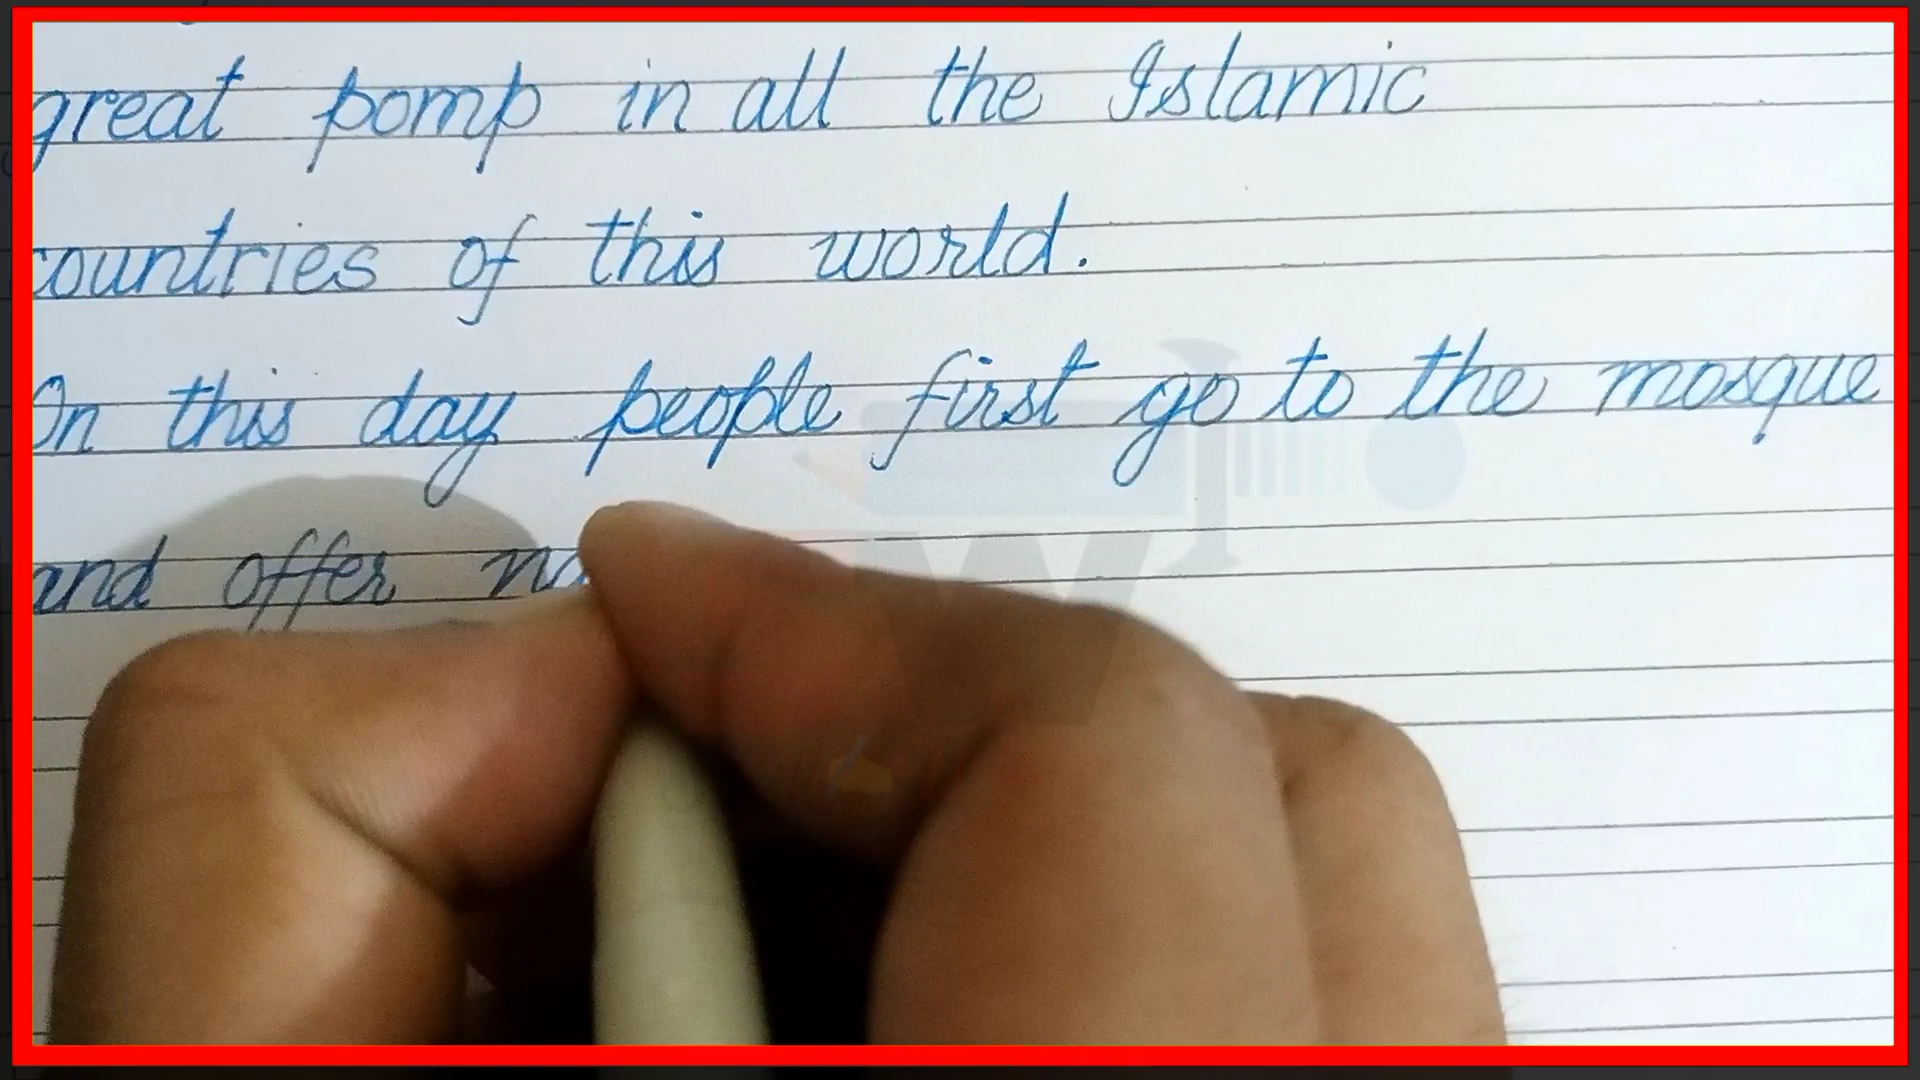 great pomp in all the Islamic
countries of this world.
On this day people first go to the mosque
and offer na